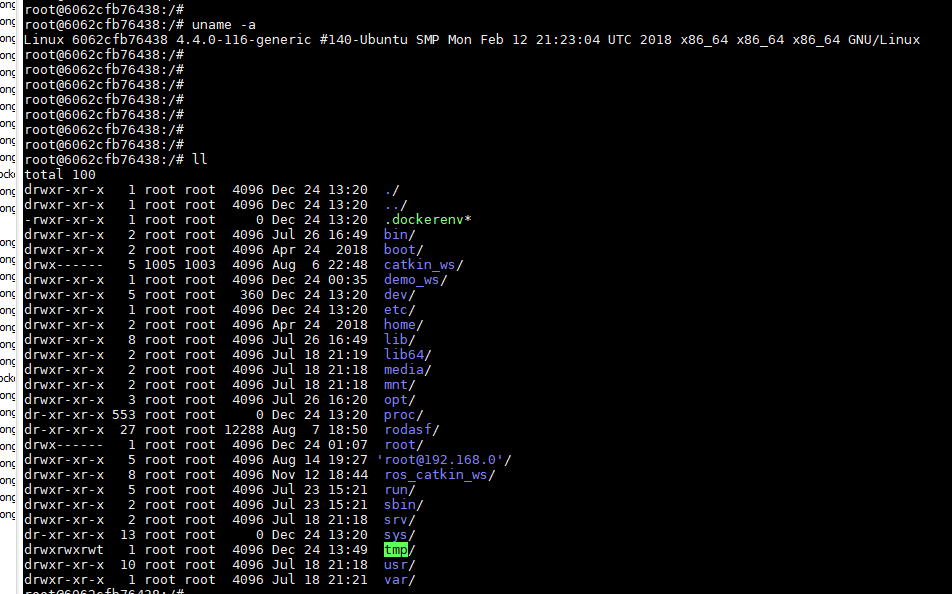 root@6062cfb76438:/#
root@6062cfb76438:/# uname -a
Linux 6062cfb76438 4.4.0-116-generic #140-Ubuntu SMP Mon Feb 12 21:23:04 UTC 2018 x86_64 x86_64 x86_64 GNU/Linux
root@6062cfb76438:/#
root@6062cfb76438:/#
root@6062cfb76438:/#
root@6062cfb76438:/#
root@6062cfb76438:/#
root@6062cfb76438:/#
root@6062cfb76438:/#
root@6062cfb76438:/# ll
total 100
drwxr-xr-x   1 root root  4096 Dec 24 13:20  ./
drwxr-xr-x   1 root root  4096 Dec 24 13:20  ../
-rwxr-xr-x   1 root root     0 Dec 24 13:20  .dockerenv*
drwxr-xr-x   2 root root  4096 Jul 26 16:49  bin/
drwxr-xr-x   2 root root  4096 Apr 24  2018  boot/
drwx------   5 1005 1003  4096 Aug  6 22:48  catkin_ws/
drwxr-xr-x   1 root root  4096 Dec 24 00:35  demo_ws/
drwxr-xr-x   5 root root   360 Dec 24 13:20  dev/
drwxr-xr-x   1 root root  4096 Dec 24 13:20  etc/
drwxr-xr-x   2 root root  4096 Apr 24  2018  home/
drwxr-xr-x   8 root root  4096 Jul 26 16:49  lib/
drwxr-xr-x   2 root root  4096 Jul 18 21:19  lib64/
drwxr-xr-x   2 root root  4096 Jul 18 21:18  media/
drwxr-xr-x   2 root root  4096 Jul 18 21:18  mnt/
drwxr-xr-x   3 root root  4096 Jul 26 16:20  opt/
dr-xr-xr-x 553 root root     0 Dec 24 13:20  proc/
dr-xr-xr-x  27 root root 12288 Aug  7 18:50  rodasf/
drwx------   1 root root  4096 Dec 24 01:07  root/
drwxr-xr-x   5 root root  4096 Aug 14 19:27 'root@192.168.0'/
drwxr-xr-x   8 root root  4096 Nov 12 18:44  ros_catkin_ws/
drwxr-xr-x   5 root root  4096 Jul 23 15:21  run/
drwxr-xr-x   2 root root  4096 Jul 23 15:21  sbin/
drwxr-xr-x   2 root root  4096 Jul 18 21:18  srv/
dr-xr-xr-x  13 root root     0 Dec 24 13:20  sys/
drwxrwxrwt   1 root root  4096 Dec 24 13:49  tmp/
drwxr-xr-x  10 root root  4096 Jul 18 21:18  usr/
drwxr-xr-x   1 root root  4096 Jul 18 21:21  var/
root@6062cfb76438:/#